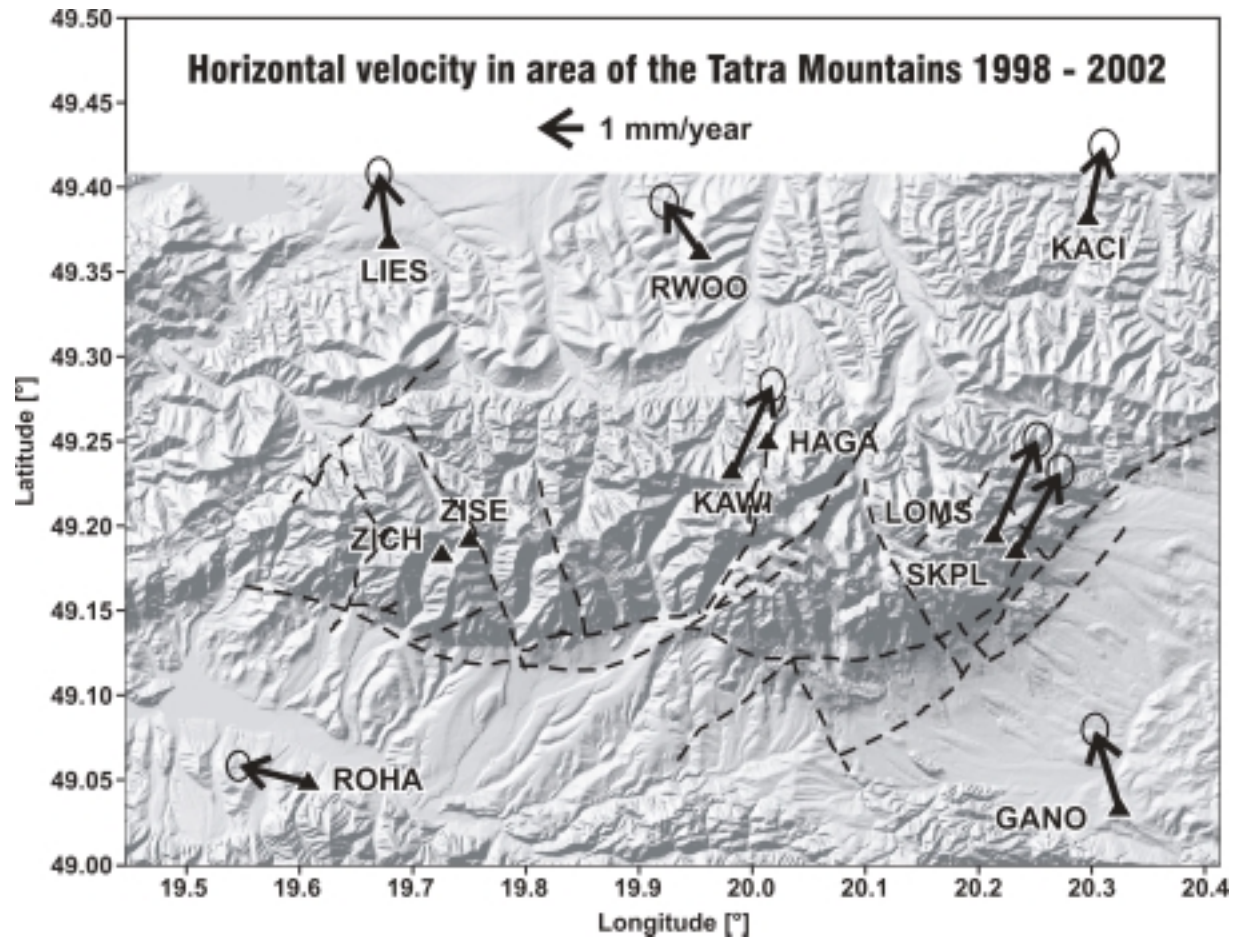 49.50
Horizontal velocity in area of the Tatra Mountains 1998 - 2002
49.45
1 mm/year
49.40
KACI
LIES
49.35
RWOO
49.30
Latitude [°]
49.25
HAGA
KAWI
ZISE
LOMS
49.20
ZICH
SKPL
49.15
49.10
49.05
ROHA
GANO
49.00
19.5 19.6 19.7 19.8 19.9 20.0 20.1 20.2 20.3 20.4
Longitude [°]